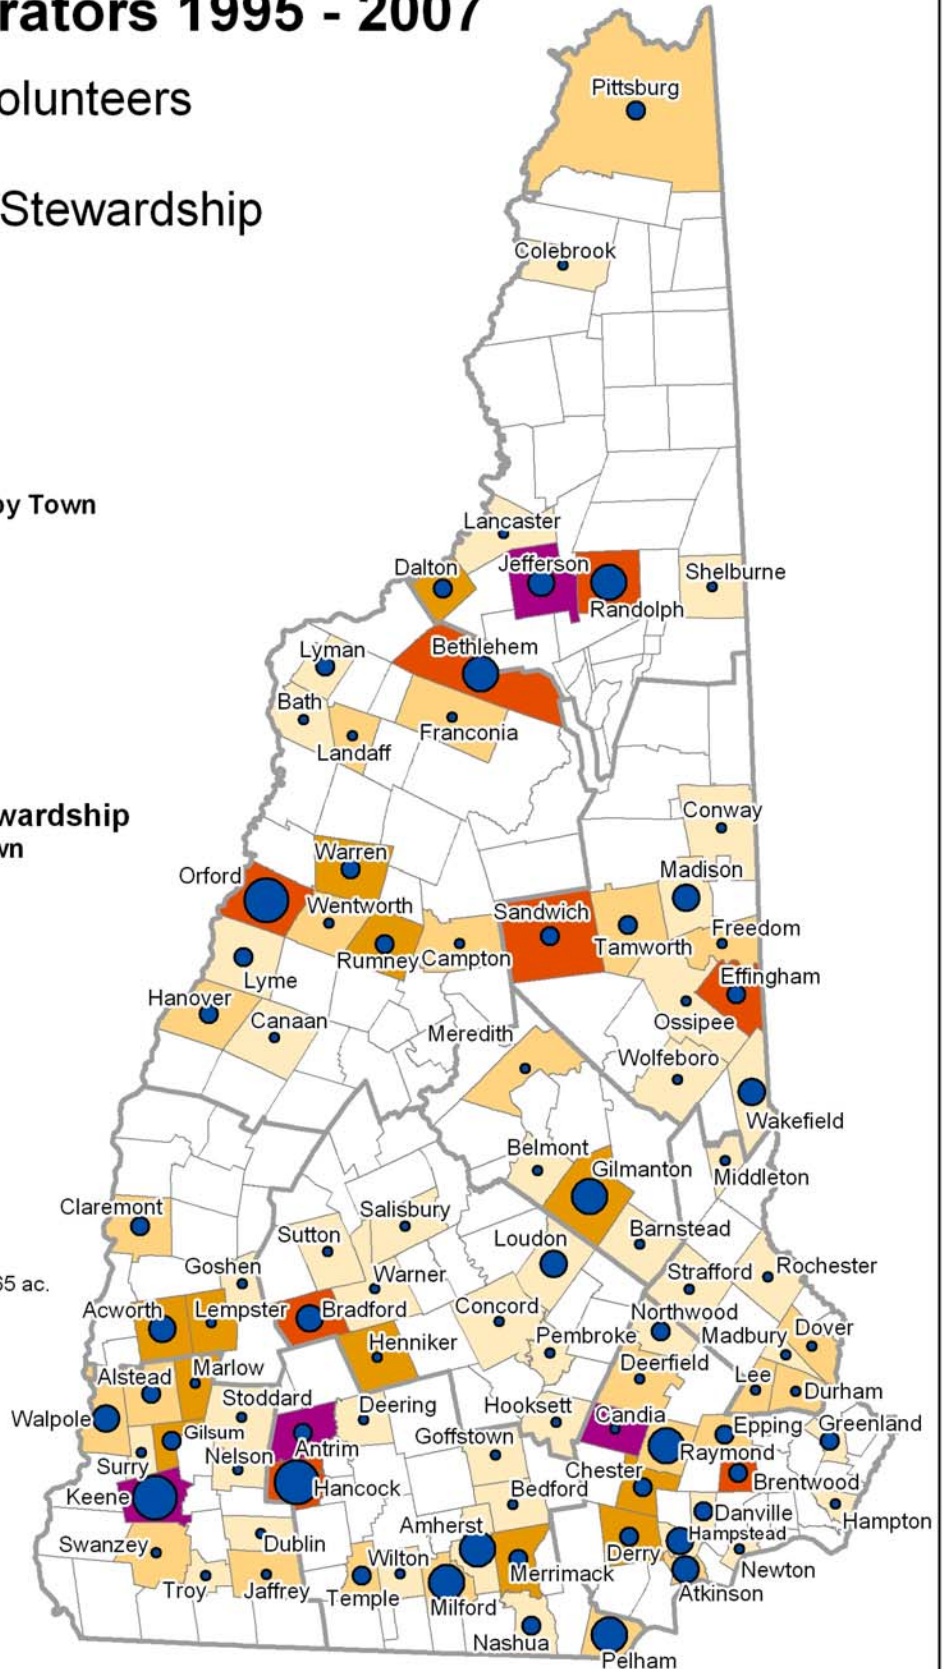 rators 1995 - 2007
olunteers
Stewardship
by Town
wardship
wn
65 ac.
Pittsburg
Colebrook
Lancaster
Dalton
Jefferson
Shelburne
Randolph
Lyman
Bethlehem
Bath
Franconia
Landaff
Conway
Warren
Madison
Orford
Wentworth
Sandwich
Freedom
Rumney
Campton
Tamworth
Lyme
Effingham
Hanover
Canaan
Ossipee
Meredith
Wolfeboro
Wakefield
Belmont
Gilmanton
Middleton
Claremont
Salisbury
Sutton
Loudon
Barnstead
Goshen
Warner
Strafford
Rochester
Acworth
Lempster
Bradford
Concord
Northwood
Henniker
Pembroke
Madbury
Dover
Alstead
Marlow
Deerfield
Lee
Durham
Stoddard
Deering
Hooksett
Walpole
Candia
Epping
Greenland
Gilsum
Antrim
Goffstown
Raymond
Surry
Nelson
Chester
Brentwood
Keene
Hancock
Bedford
Danville
Hampton
Swanzey
Dublin
Amherst
Hampstead
Wilton
Derry
Newton
Troy
Jaffrey
Temple
Merrimack
Atkinson
Milford
Nashua
Pelham